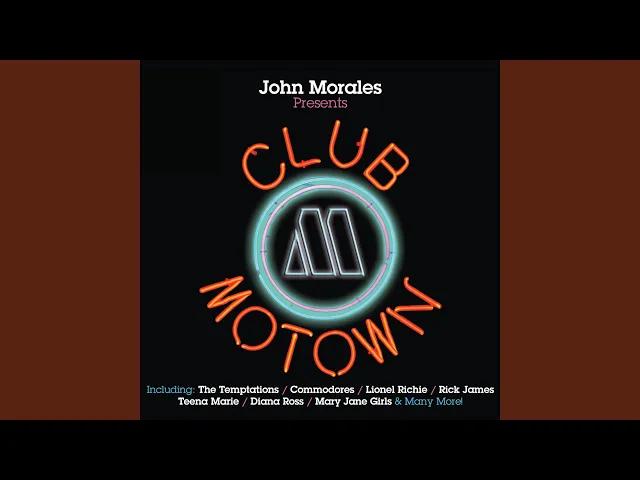 John Morales
Presents
CLUB
M
MOTOWN
Including: The Temptations / Commodores / Lionel Richie / Rick James
Teena Marie / Diana Ross / Mary Jane Girls & Many More!